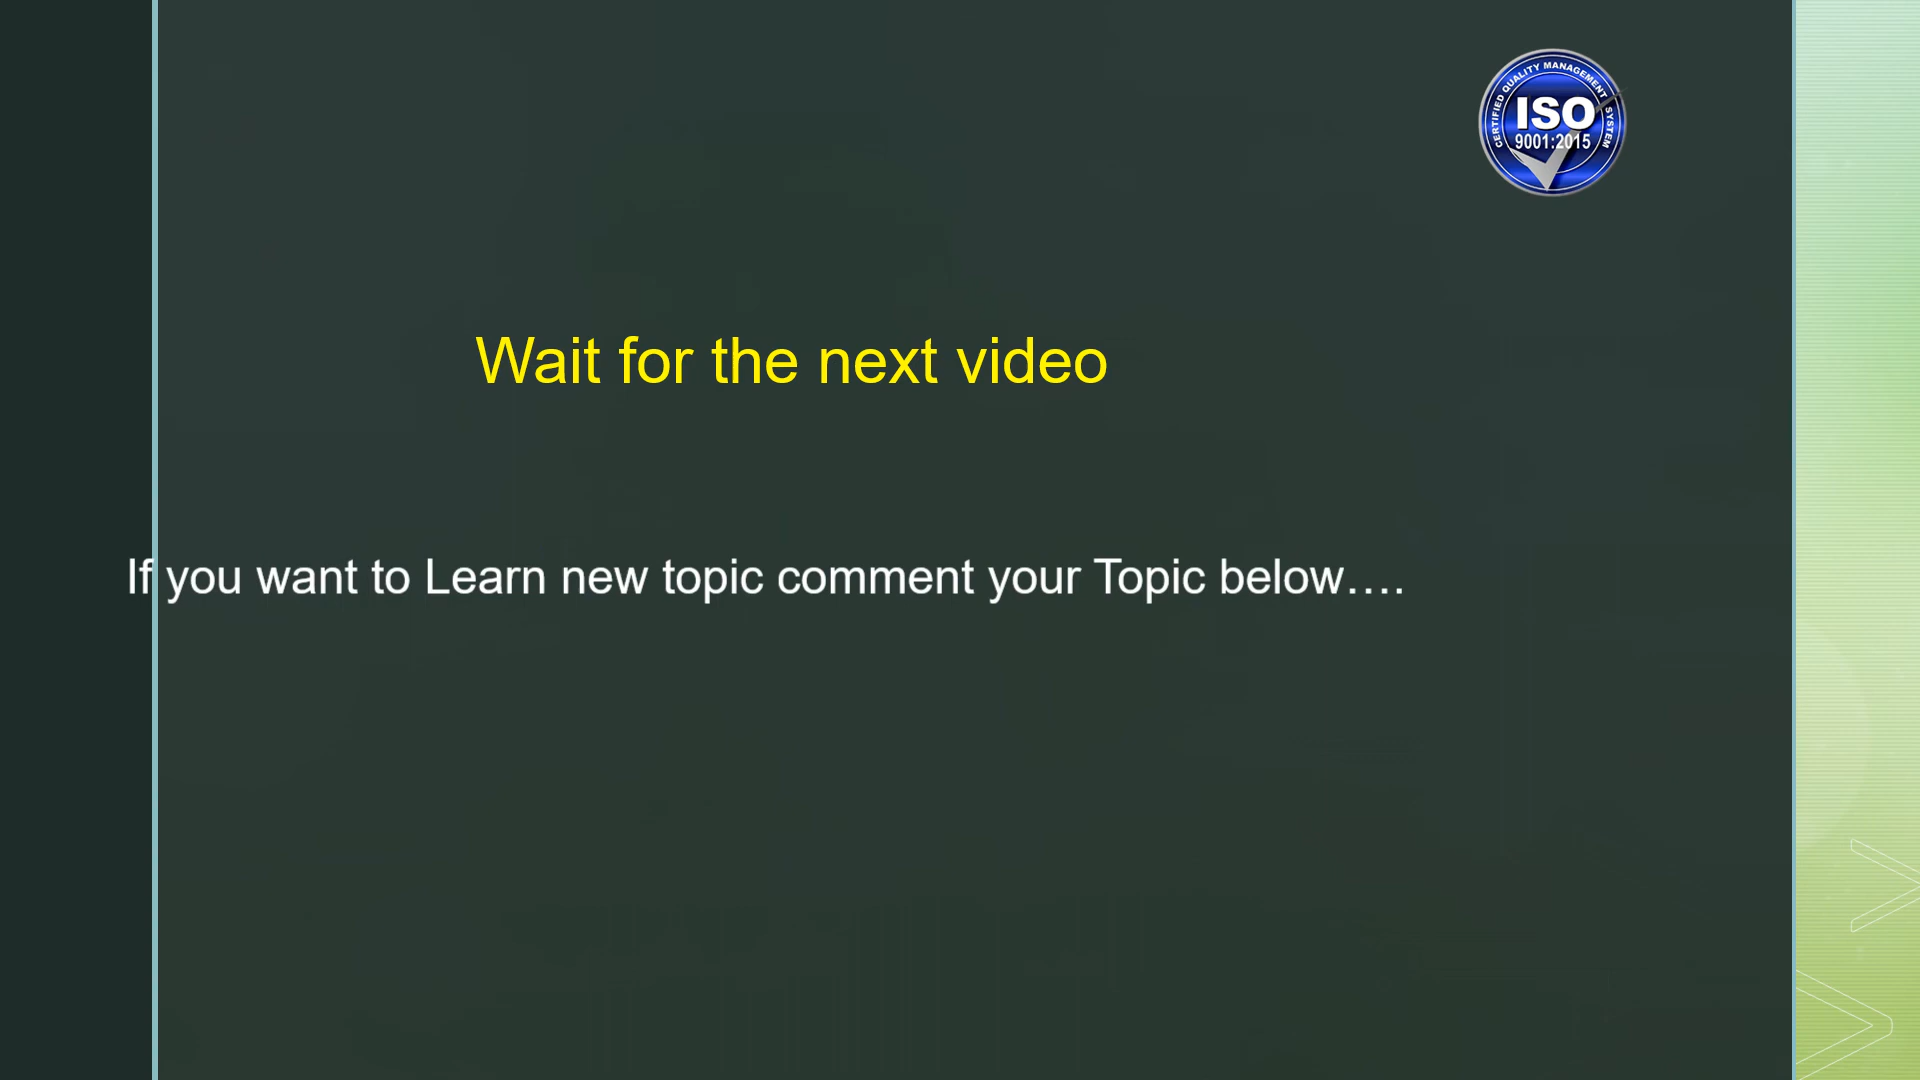 CERTIFIED QUALITY MANAGEMENT SYSTEM
ISO
9001:2015
Wait for the next video
If you want to Learn new topic comment your Topic below….